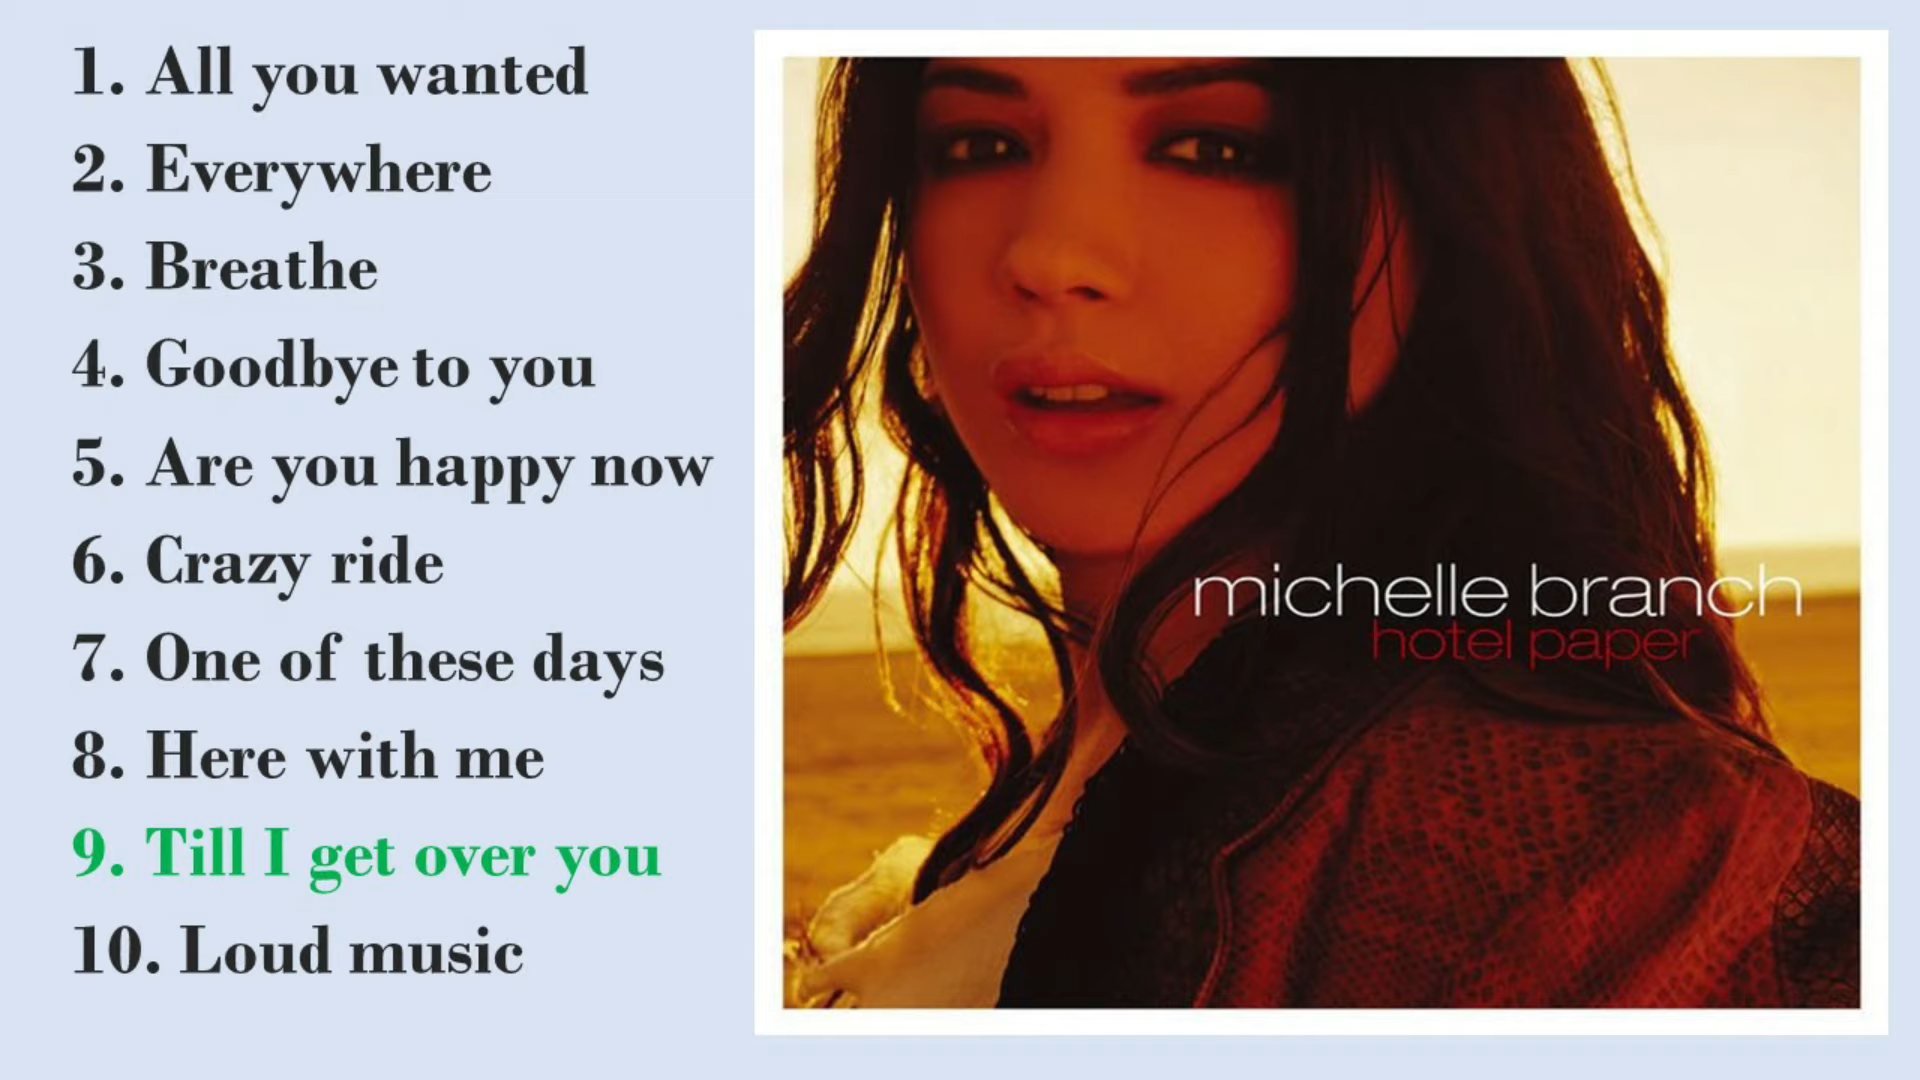 1. All you wanted
2. Everywhere
3. Breathe
4. Goodbye to you
5. Are you happy now
6. Crazy ride
7. One of these days
8. Here with me
9. Till I get over you
10. Loud music
michelle branch
hotel paper